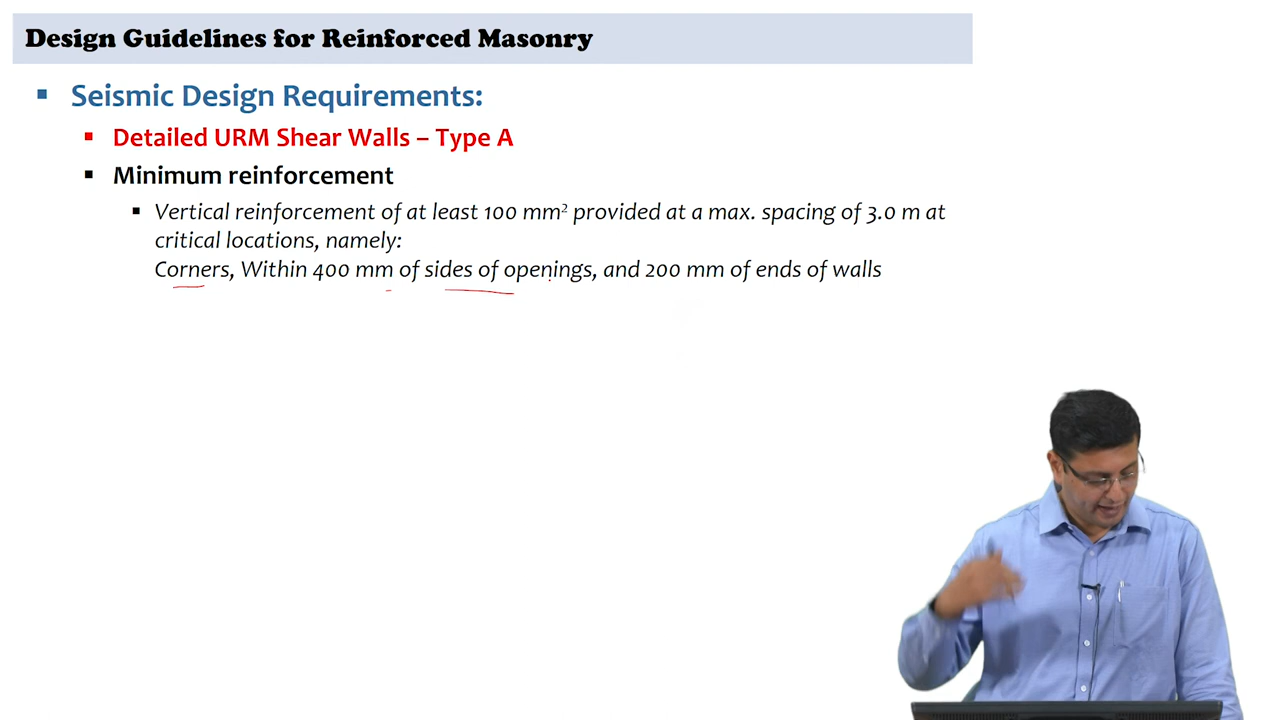 Design Guidelines for Reinforced Masonry
Seismic Design Requirements:
Detailed URM Shear Walls – Type A
Minimum reinforcement
Vertical reinforcement of at least 100 mm² provided at a max. spacing of 3.0 m at
critical locations, namely:
Corners, Within 400 mm of sides of openings, and 200 mm of ends of walls